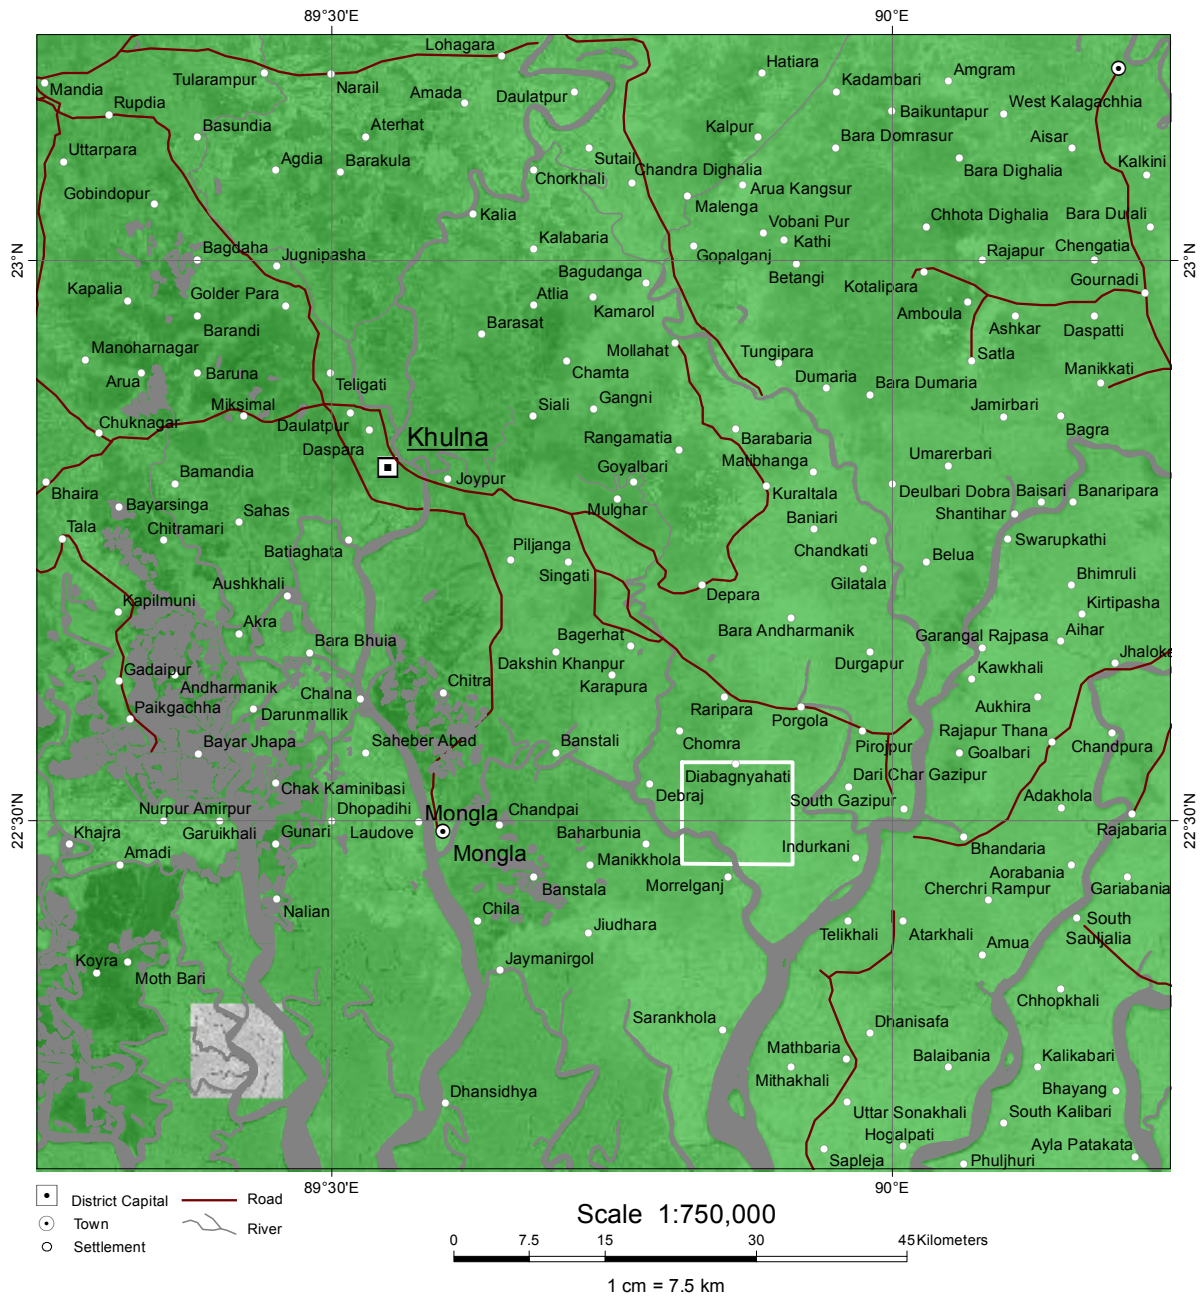 89°30'E 90°E
Lohagara
Hatiara
Tularampur
Mandia
Narail
Amada
Daulatpur
Kadambari
Amgram
Rupdia
Baikuntapur
West Kalagachhia
Basundia
Aterhat
Kalpur
Bara Domrasur
Aisar
Uttarpara
Agdia
Barakula
Sutail
Chandra Dighalia
Bara Dighalia
Kalkini
Gobindopur
Chorkhali
Arua Kangsur
Malenga
Kalia
Vobani Pur
Chhota Dighalia
Bara Dulali
Kalabaria
Kathi
23°N
Bagdaha
Jugnipasha
Gopalganj
Rajapur
Chengatia
23°N
Bagudanga
Betangi
Kapalia
Golder Para
Atlia
Kotalipara
Gournadi
Kamarol
Amboula
Barandi
Barasat
Ashkar
Daspatti
Manoharnagar
Mollahat
Tungipara
Satla
Arua
Baruna
Teligati
Chamta
Dumaria
Bara Dumaria
Manikkati
Miksimal
Siali
Gangni
Jamirbari
Chuknagar
Daulatpur
Daspara
Khulna
Rangamatia
Barabaria
Bagra
Bamandia
Goyalbari
Matibhanga
Umarerbari
Bhaira
Joypur
Kuraltala
Deulbari Dobra
Baisari
Banaripara
Bayarsinga
Sahas
Mulghar
Shantihar
Tala
Chitramari
Baniari
Batiaghata
Piljanga
Chandkati
Swarupkathi
Singati
Belua
Aushkhali
Gilatala
Bhimruli
Kapilmuni
Depara
Kirtipasha
Akra
Bara Bhuia
Bagerhat
Bara Andharmanik
Garangal Rajpasa
Aihar
Gadaipur
Dakshin Khanpur
Durgapur
Kawkhali
Jhaloke
Andharmanik
Chalna
Chitra
Karapura
Paikgachha
Darunmallik
Raripara
Porgola
Aukhira
Bayar Jhapa
Saheber Abad
Banstali
Chomra
Pirojpur
Rajapur Thana
Goalbari
Chandpura
Chak Kaminibasi
Diabagnyahati
Dari Char Gazipur
Debraj
Nurpur Amirpur
Dhopadihi
Mongla
Chandpai
South Gazipur
Adakhola
22°30'N
Khajra
Garuikhali
Gunari
Laudove
Baharbunia
Rajabaria
22°30'N
Mongla
Indurkani
Bhandaria
Amadi
Manikkhola
Aorabania
Banstala
Morrelganj
Cherchri Rampur
Gariabania
Nalian
Chila
Jiudhara
Telikhali
Atarkhali
South
Saujalia
Amua
Koyra
Moth Bari
Jaymanirgol
Chhopkhali
Sarankhola
Dhanisafa
Mathbaria
Balaibania
Kalikabari
Mithakhali
Bhayang
Dhansidhya
Uttar Sonakhali
South Kalibari
Hogalpati
Ayla Patakata
Sapleja
Phuljhuri
89°30'E 90°E
District Capital Road
Town River
Settlement
Scale 1:750,000
0 7.5 15 30 45 Kilometers
1 cm = 7.5 km